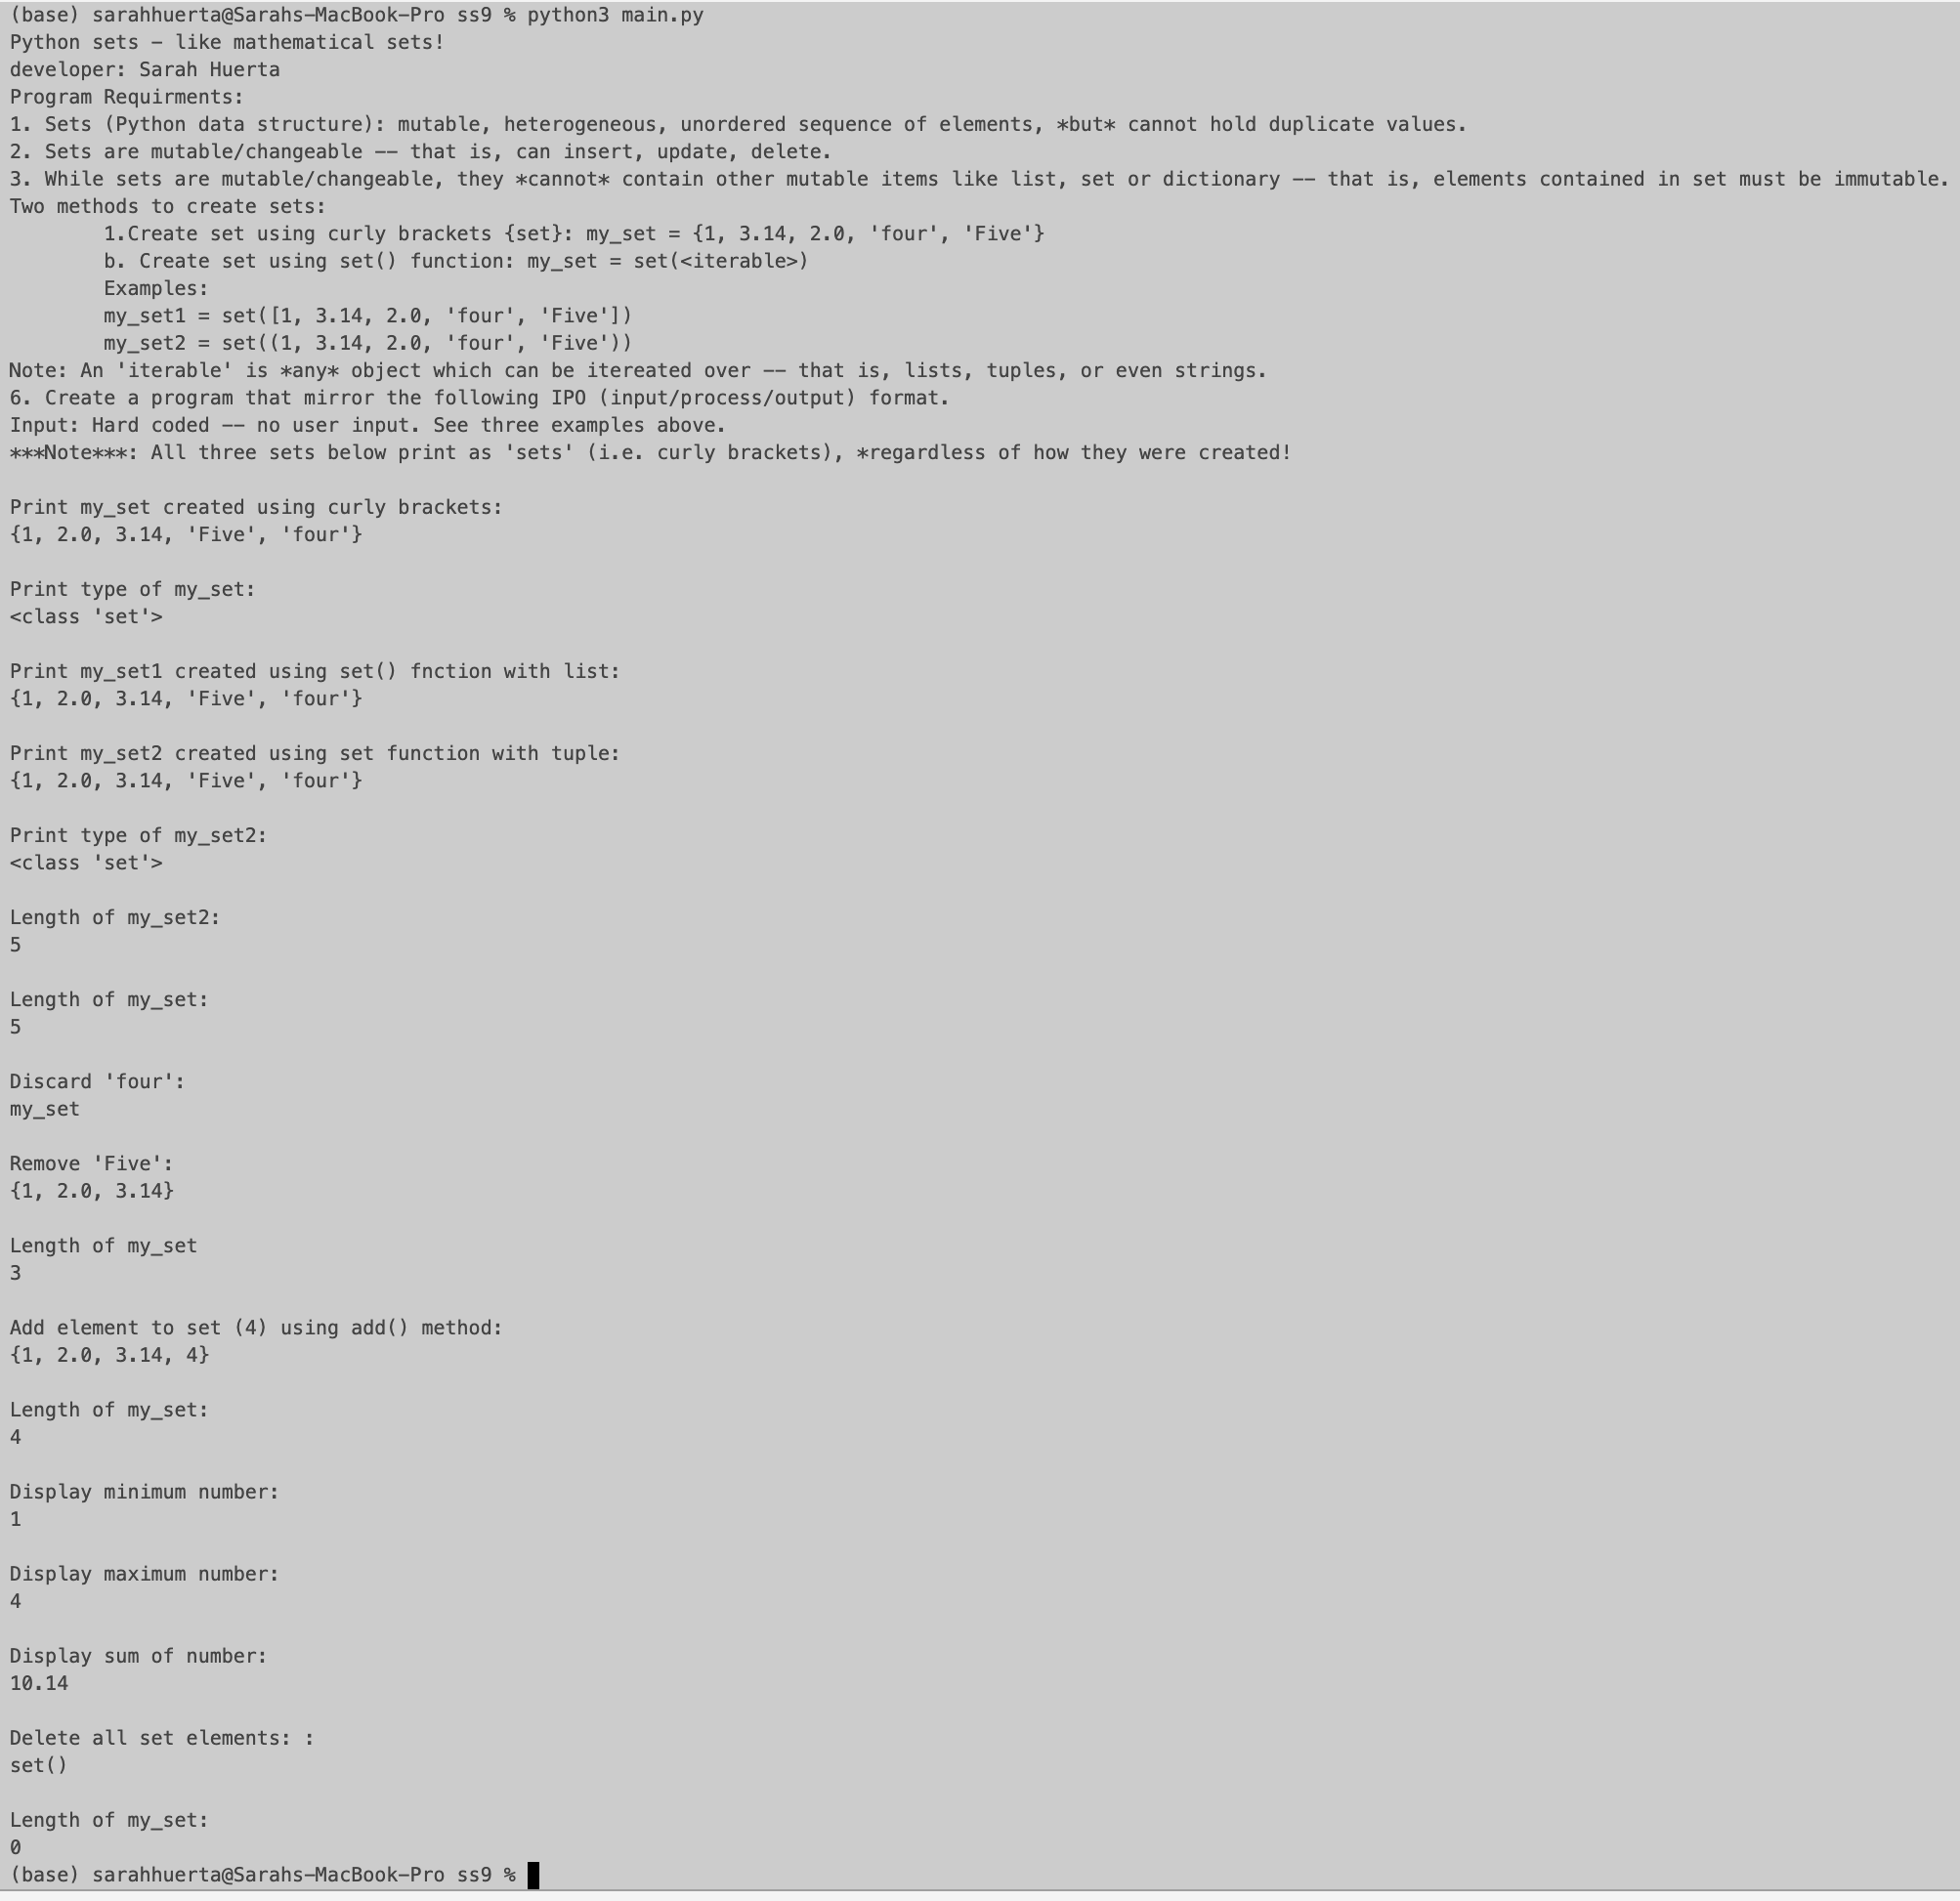 (base) sarahhuerta@Sarahs-MacBook-Pro ss9 % python3 main.py
Python sets - like mathematical sets!
developer: Sarah Huerta
Program Requirments:
1. Sets (Python data structure): mutable, heterogeneous, unordered sequence of elements, *but* cannot hold duplicate values.
2. Sets are mutable/changeable -- that is, can insert, update, delete.
3. While sets are mutable/changeable, they *cannot* contain other mutable items like list, set or dictionary -- that is, elements contained in set must be immutable.
Two methods to create sets:
1.Create set using curly brackets {set}: my_set = {1, 3.14, 2.0, 'four', 'Five'}
b. Create set using set() function: my_set = set(<iterable>)
Examples:
my_set1 = set([1, 3.14, 2.0, 'four', 'Five'])
my_set2 = set((1, 3.14, 2.0, 'four', 'Five'))
Note: An 'iterable' is *any* object which can be itereated over -- that is, lists, tuples, or even strings.
6. Create a program that mirror the following IPO (input/process/output) format.
Input: Hard coded -- no user input. See three examples above.
***Note***: All three sets below print as 'sets' (i.e. curly brackets), *regardless of how they were created!
Print my_set created using curly brackets:
{1, 2.0, 3.14, 'Five', 'four'}
Print type of my_set:
<class 'set'>
Print my_set1 created using set() fnction with list:
{1, 2.0, 3.14, 'Five', 'four'}
Print my_set2 created using set function with tuple:
{1, 2.0, 3.14, 'Five', 'four'}
Print type of my_set2:
<class 'set'>
Length of my_set2:
5
Length of my_set:
5
Discard 'four':
my_set
Remove 'Five':
{1, 2.0, 3.14}
Length of my_set
3
Add element to set (4) using add() method:
{1, 2.0, 3.14, 4}
Length of my_set:
4
Display minimum number:
1
Display maximum number:
4
Display sum of number:
10.14
Delete all set elements: :
set()
Length of my_set:
0
(base) sarahhuerta@Sarahs-MacBook-Pro ss9 %